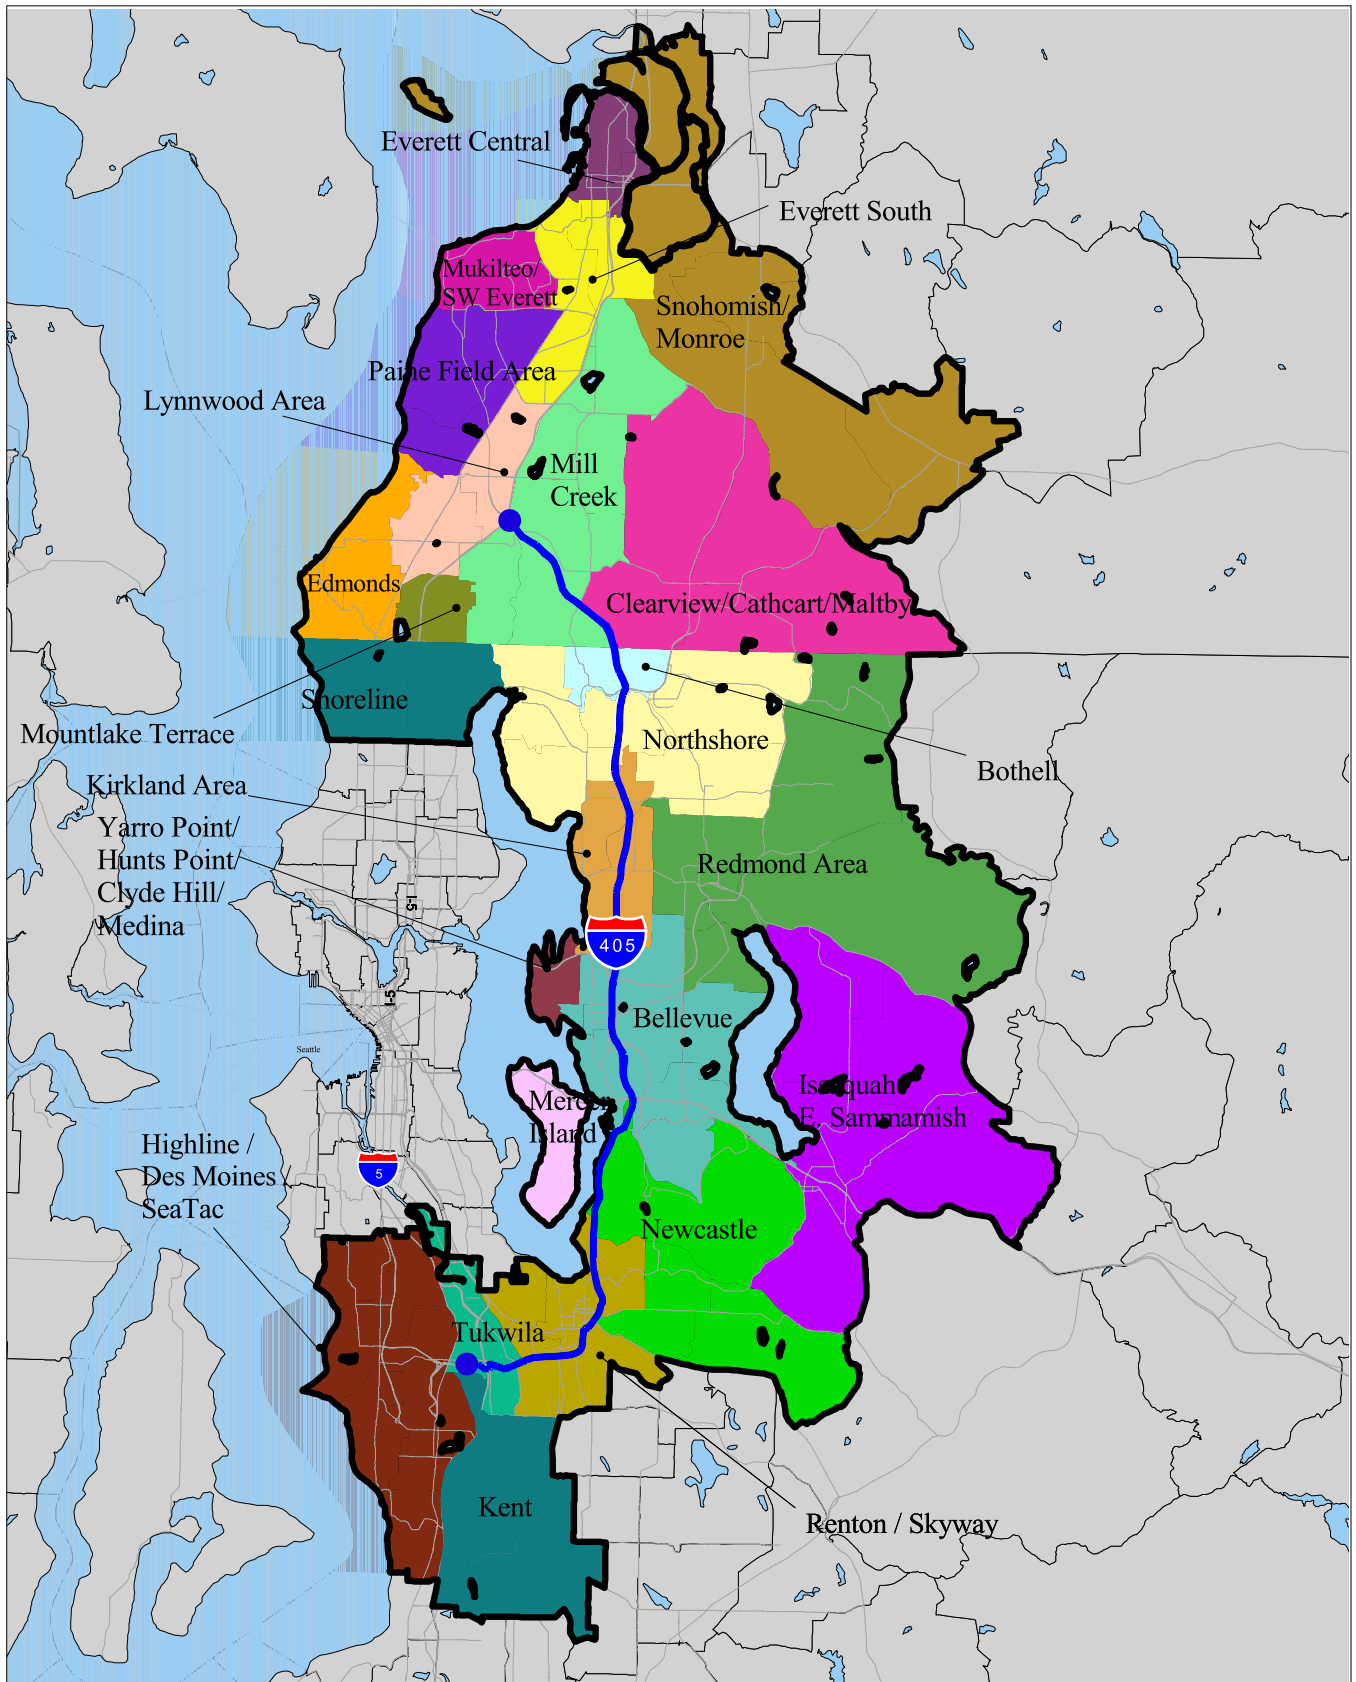 Everett Central
Everett South
Mukilteo/
SW Everett
Snohomish/
Monroe
Paine Field Area
Lynnwood Area
Mill
Creek
Edmonds
Clearview/Cathcart/Maltby
Shoreline
Mountlake Terrace
Northshore
Bothell
Kirkland Area
Yarro Point/
Hunts Point/
Clyde Hill/
Medina
Redmond Area
I-5
405
I-5
Bellevue
Seattle
Issaquah
E. Sammamish
Mercer
Island
Highline /
Des Moines /
SeaTac
5
Newcastle
Tukwila
Kent
Renton / Skyway